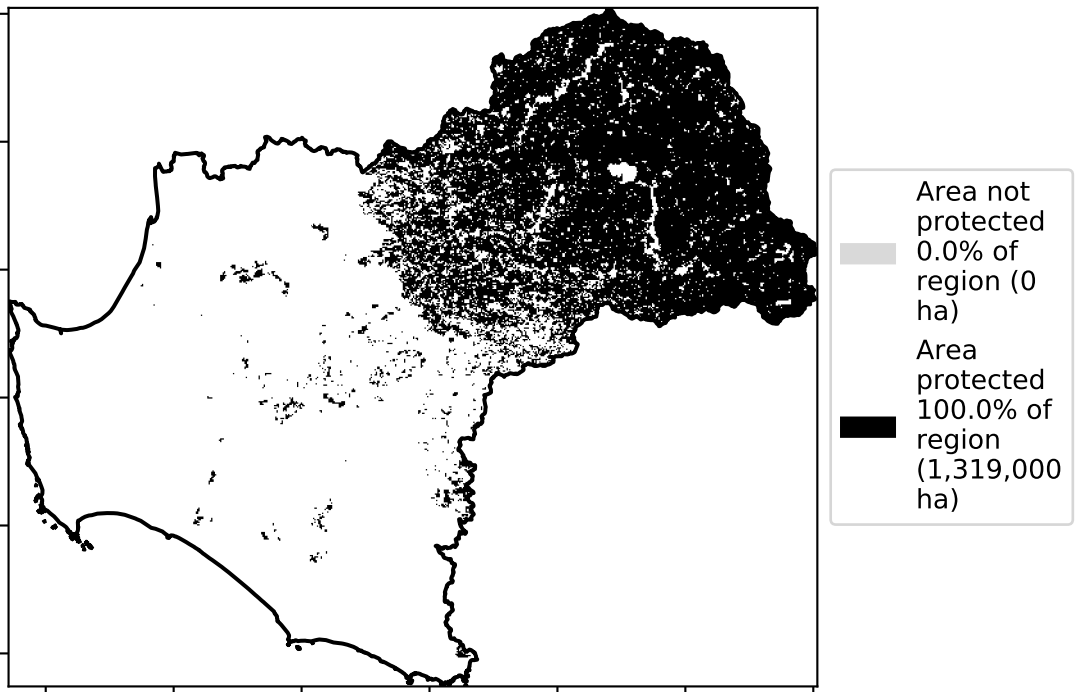 Area not
protected
0.0% of
region (0
ha)
Area
protected
100.0% of
region
(1,319,000
ha)